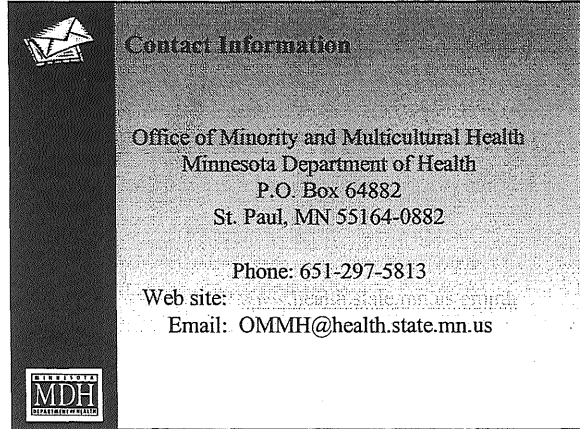 Contact Information
Office of Minority and Multicultural Health
Minnesota Department of Health
P.O. Box 64882
St. Paul, MN 55164-0882
Phone: 651-297-5813
Web site:
Email: OMMH@health.state.mn.us
MINNESOTA
MDH
DEPARTMENT OF HEALTH